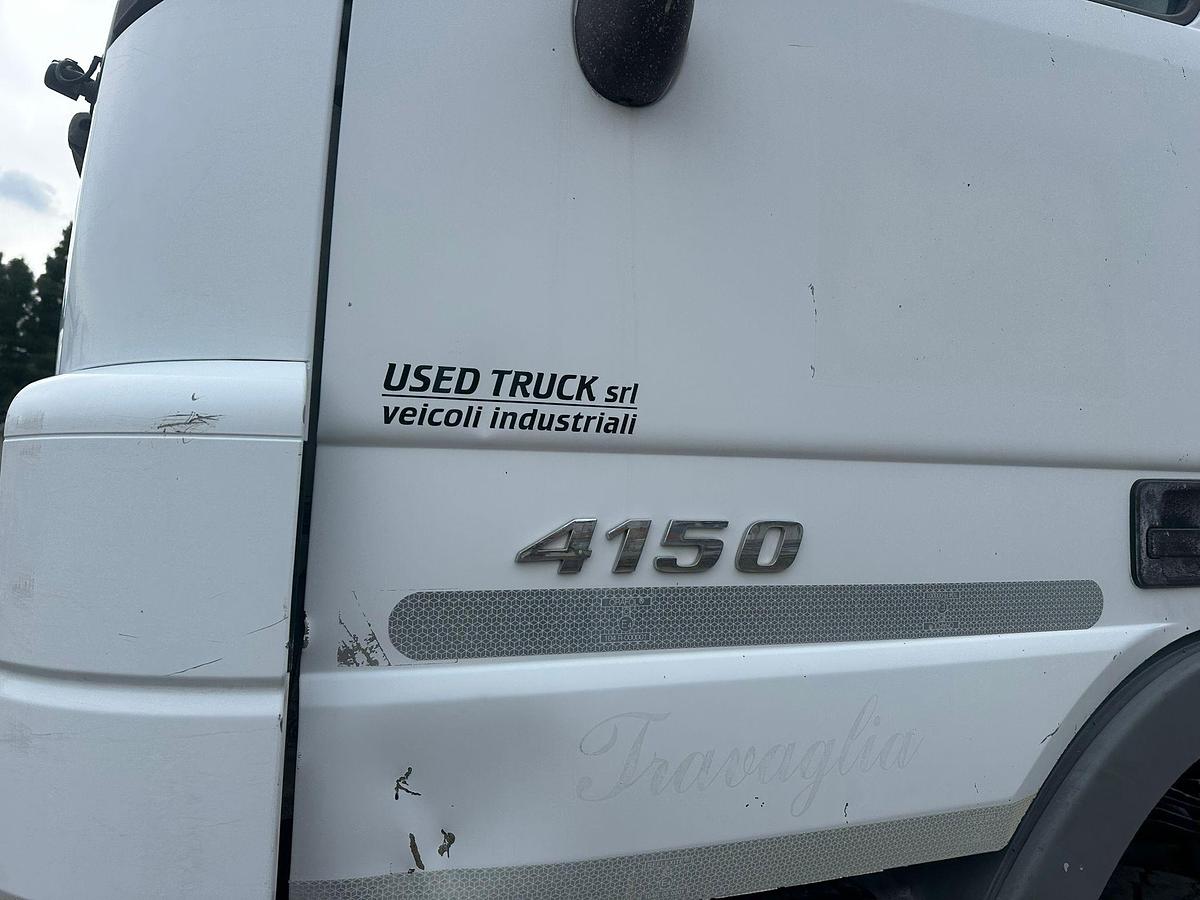 USED TRUCK srl
veicoli industriali
4150
Travaglia